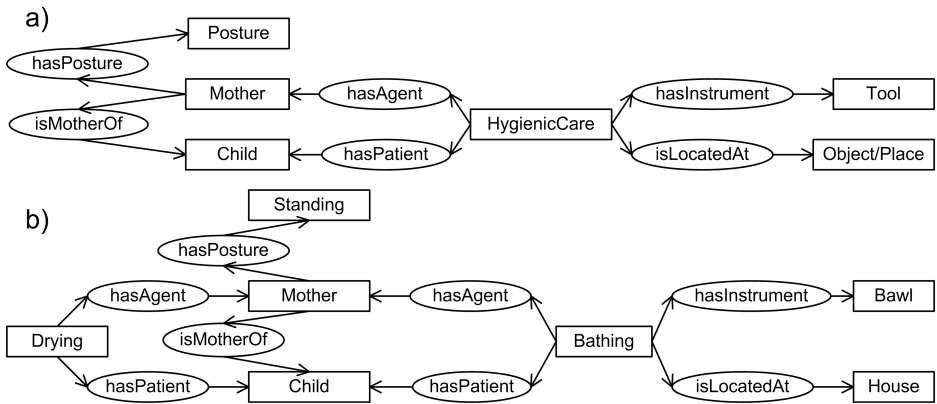 a)
Posture
hasPosture
Mother
hasAgent
hasInstrument
Tool
isMotherOf
HygienicCare
Child
hasPatient
isLocatedAt
Object/Place
b)
Standing
hasPosture
hasAgent
Mother
hasAgent
hasInstrument
Bawl
Drying
isMotherOf
Bathing
hasPatient
Child
hasPatient
isLocatedAt
House